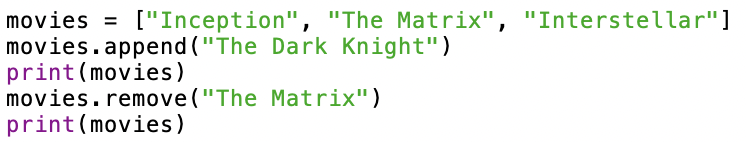 movies = ["Inception", "The Matrix", "Interstellar"]
movies.append("The Dark Knight")
print(movies)
movies.remove("The Matrix")
print(movies)